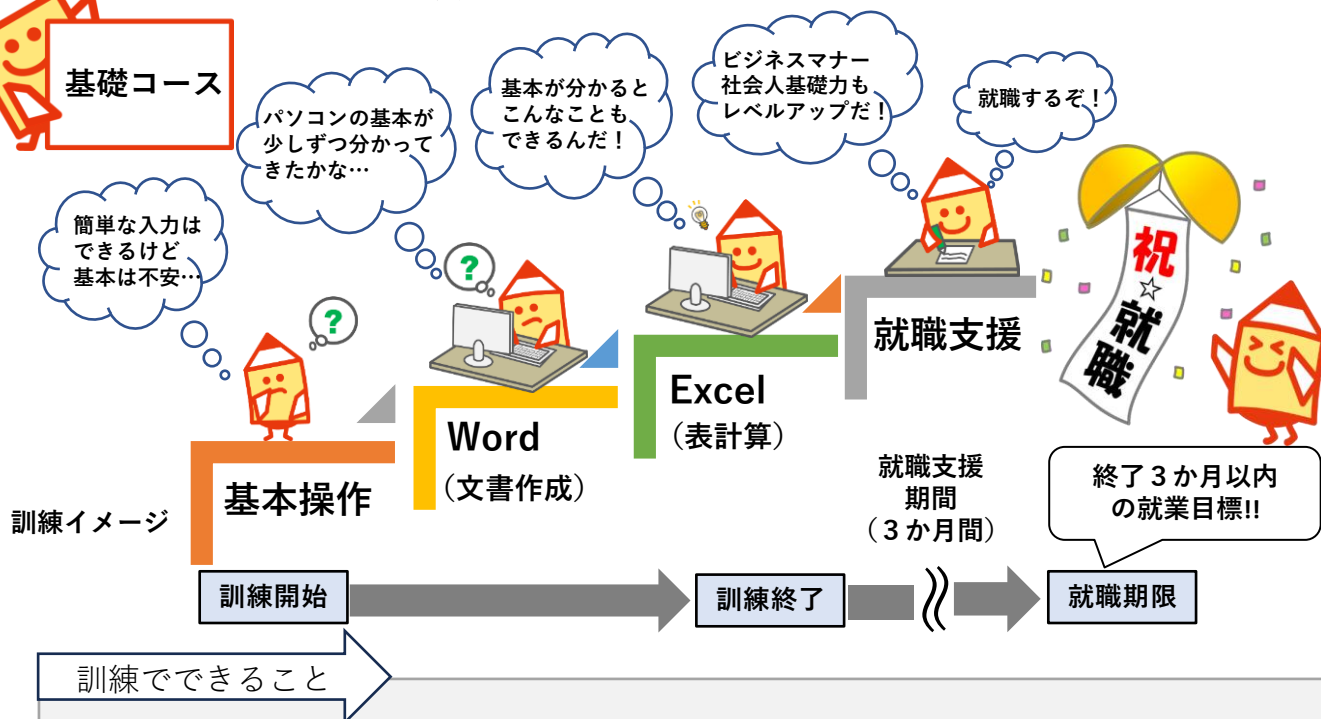 基礎コース
簡単な入力は
できるけど
基本は不安…
パソコンの基本が
少しずつ分かって
きたかな…
基本が分かると
こんなことも
できるんだ！
ビジネスマナー
社会人基礎力も
レベルアップだ！
就職するぞ！
?
?
祝☆就職
訓練イメージ
基本操作
Word
（文書作成）
Excel
（表計算）
就職支援
就職支援
期間
（３か月間）
終了３か月以内
の就業目標!!
訓練開始
訓練終了
就職期限
訓練でできること